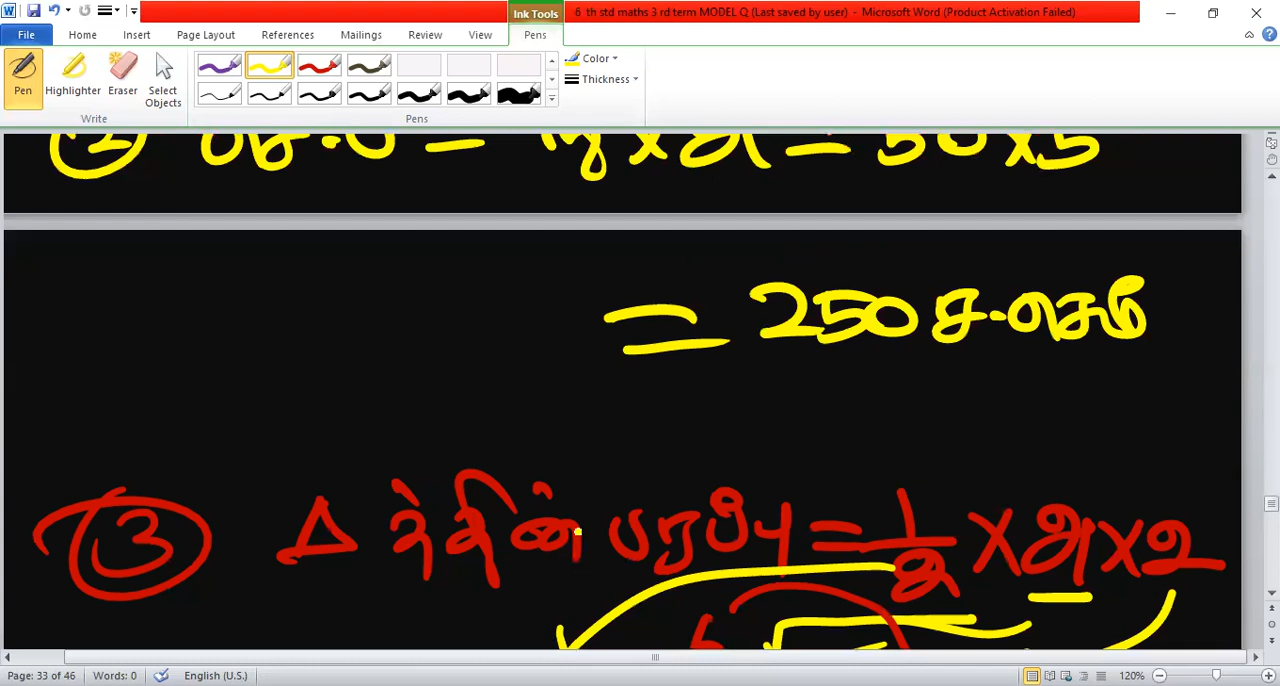 6 th std maths 3 rd term MODEL Q (Last saved by user) - Microsoft Word (Product Activation Failed)
Ink Tools
File Home Insert Page Layout References Mailings Review View Pens
Pen Highlighter Eraser Select Objects
Color
Thickness
Write Pens
= 50x5
= 250 ச.செமீ
3 Δ த்தின் பரப்பு = 1/2 x அ x உ
Page: 33 of 46 Words: 0 English (U.S.) 120%